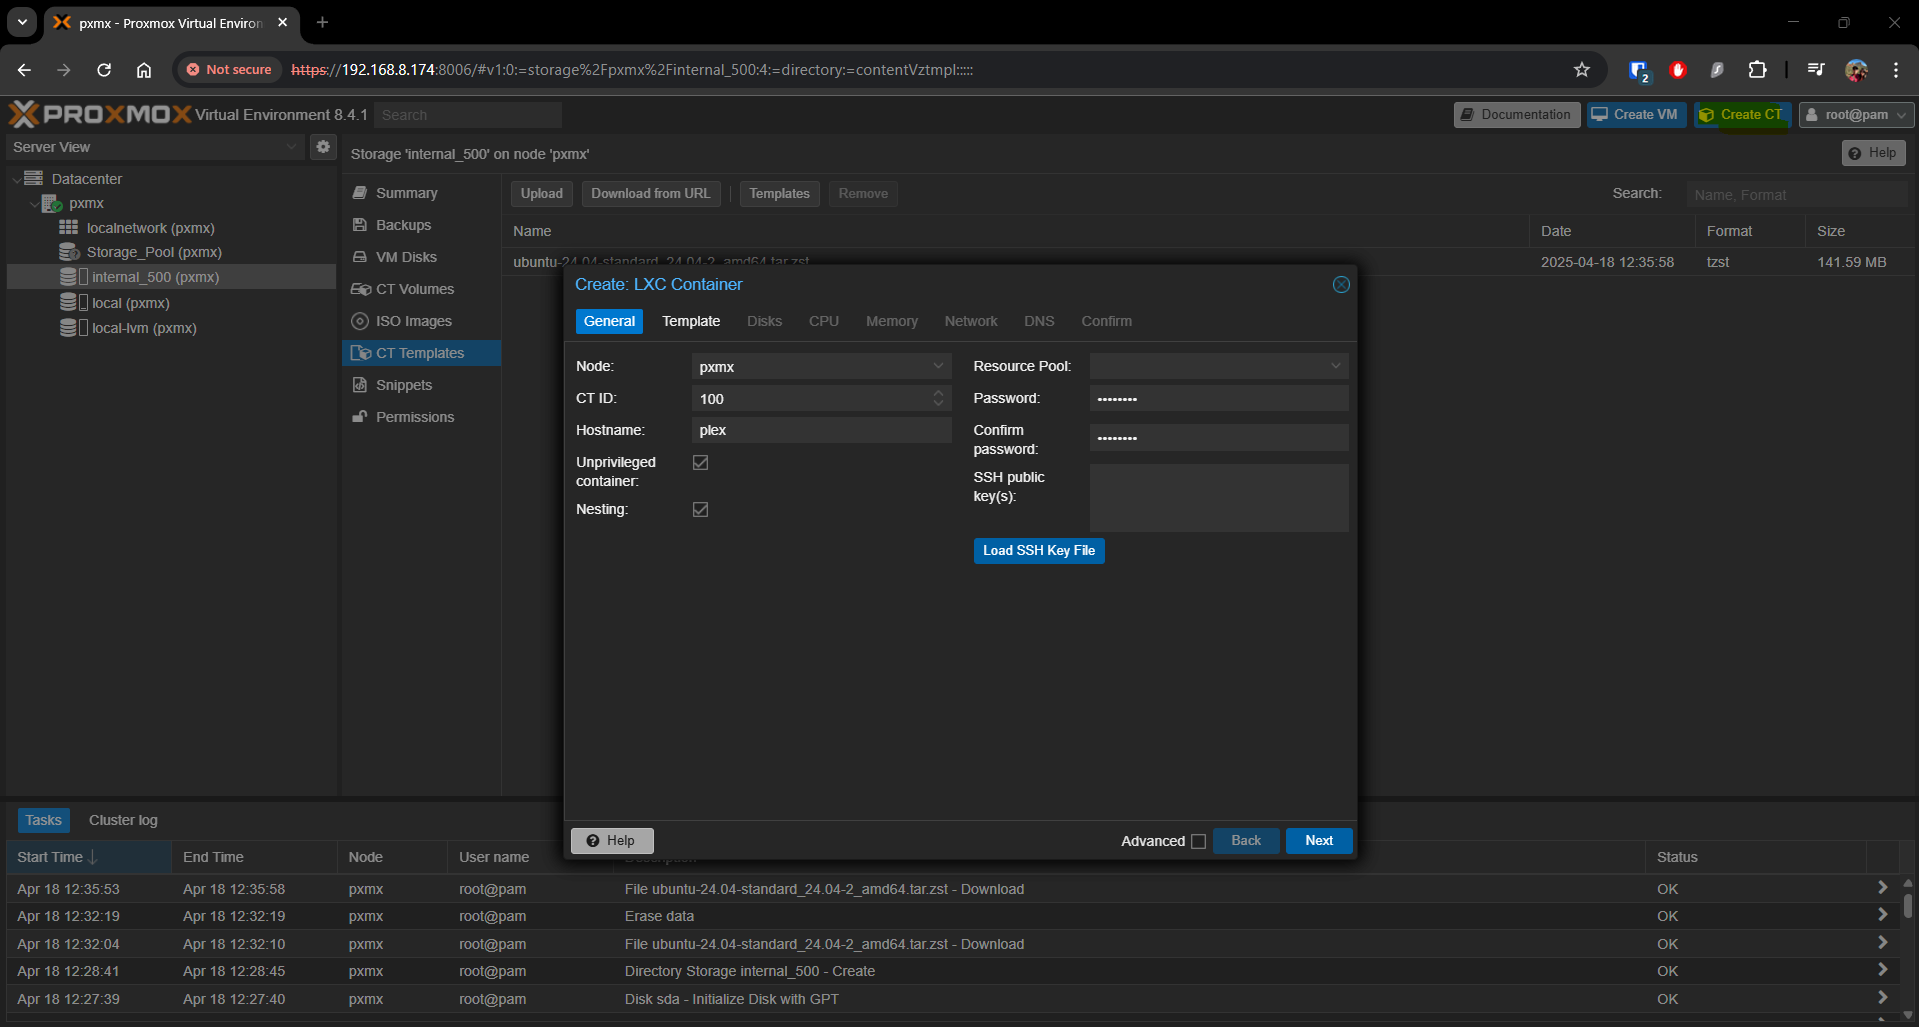 pxmx - Proxmox Virtual Environ
Not secure https://192.168.8.174:8006/#v1:0:=storage%2Fpxmx%2Finternal_500:4:=directory:=contentVztmpl:::::
2
PROXMOX Virtual Environment 8.4.1 Search Documentation Create VM Create CT root@pam
Server View
Storage 'internal_500' on node 'pxmx' Help
Datacenter
pxmx
localnetwork (pxmx)
Storage_Pool (pxmx)
internal_500 (pxmx)
local (pxmx)
local-lvm (pxmx)
Summary
Backups
VM Disks
CT Volumes
ISO Images
CT Templates
Snippets
Permissions
Upload Download from URL Templates Remove Search: Name, Format
Name Date Format Size
ubuntu-24.04-standard_24.04-2_amd64.tar.zst 2025-04-18 12:35:58 tzst 141.59 MB
Create: LXC Container
General Template Disks CPU Memory Network DNS Confirm
Node: pxmx
CT ID: 100
Hostname: plex
Unprivileged
container:
Nesting:
Resource Pool:
Password: ••••••••
Confirm
password: ••••••••
SSH public
key(s):
Load SSH Key File
Help Advanced Back Next
Tasks Cluster log
Start Time End Time Node User name Description Status
Apr 18 12:35:53 Apr 18 12:35:58 pxmx root@pam File ubuntu-24.04-standard_24.04-2_amd64.tar.zst - Download OK
Apr 18 12:32:19 Apr 18 12:32:19 pxmx root@pam Erase data OK
Apr 18 12:32:04 Apr 18 12:32:10 pxmx root@pam File ubuntu-24.04-standard_24.04-2_amd64.tar.zst - Download OK
Apr 18 12:28:41 Apr 18 12:28:45 pxmx root@pam Directory Storage internal_500 - Create OK
Apr 18 12:27:39 Apr 18 12:27:40 pxmx root@pam Disk sda - Initialize Disk with GPT OK